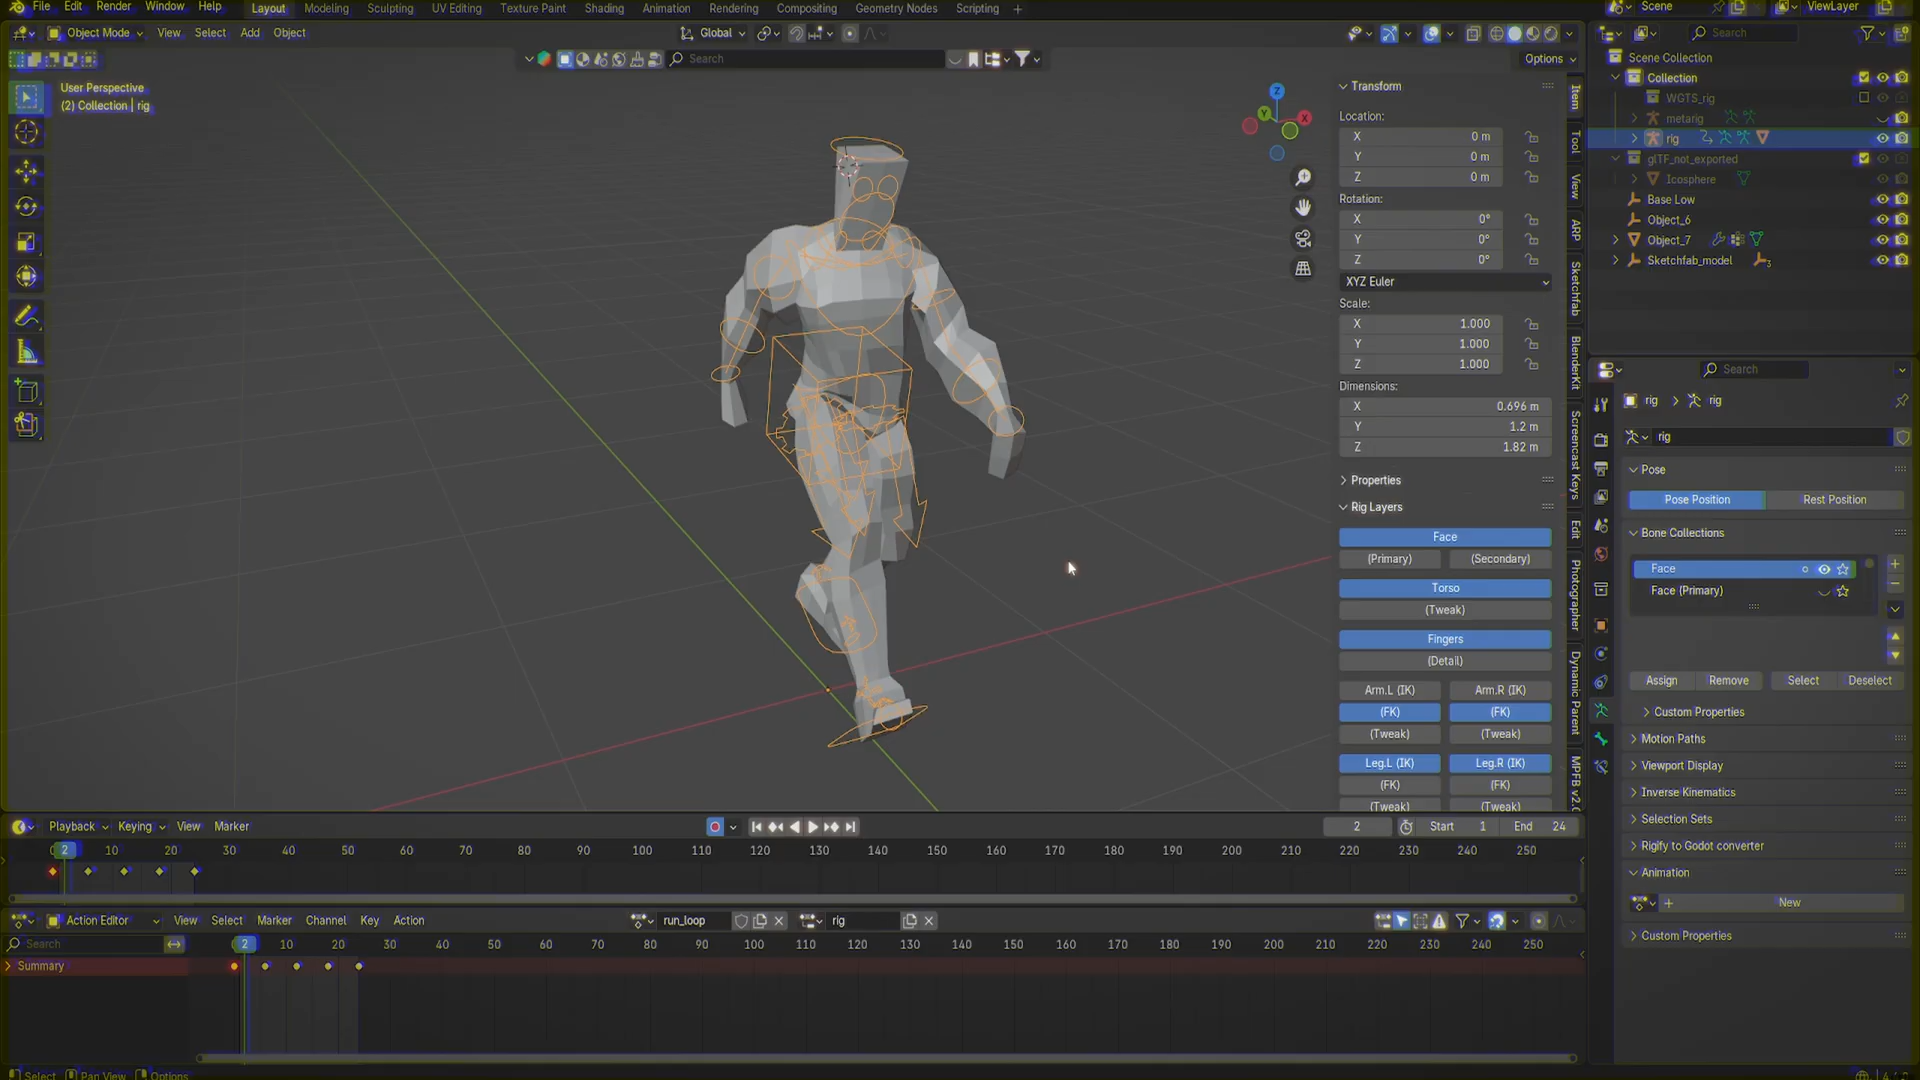 File Edit Render Window Help Layout Modeling Sculpting UV Editing Texture Paint Shading Animation Rendering Compositing Geometry Nodes Scripting + Scene ViewLayer
Object Mode View Select Add Object Global Search
Search Options
User Perspective
(2) Collection | rig
Z
Y
X
Transform
Location:
X 0 m
Y 0 m
Z 0 m
Rotation:
X 0°
Y 0°
Z 0°
XYZ Euler
Scale:
X 1.000
Y 1.000
Z 1.000
Dimensions:
X 0.696 m
Y 1.2 m
Z 1.82 m
Properties
Rig Layers
Face
(Primary) (Secondary)
Torso
(Tweak)
Fingers
(Detail)
Arm.L (IK) Arm.R (IK)
(FK) (FK)
(Tweak) (Tweak)
Leg.L (IK) Leg.R (IK)
(FK) (FK)
(Tweak) (Tweak)
Item
Tool
View
ARP
Sketchfab
BlenderKit
Screencast Keys
Edit
Photographer
Dynamic Parent
MPFB v2.0
Scene Collection
Collection
WGTS_rig
metarig
rig
glTF_not_exported
Icosphere
Base Low
Object_6
Object_7
Sketchfab_model 3
Search
rig > rig
rig
Pose
Pose Position Rest Position
Bone Collections
Face
Face (Primary)
Assign Remove Select Deselect
Custom Properties
Motion Paths
Viewport Display
Inverse Kinematics
Selection Sets
Rigify to Godot converter
Animation
New
Custom Properties
Playback Keying View Marker 2 Start 1 End 24
2 10 20 30 40 50 60 70 80 90 100 110 120 130 140 150 160 170 180 190 200 210 220 230 240 250
Action Editor View Select Marker Channel Key Action run_loop rig
Search 2 10 20 30 40 50 60 70 80 90 100 110 120 130 140 150 160 170 180 190 200 210 220 230 240 250
Summary
Select Pan View Options